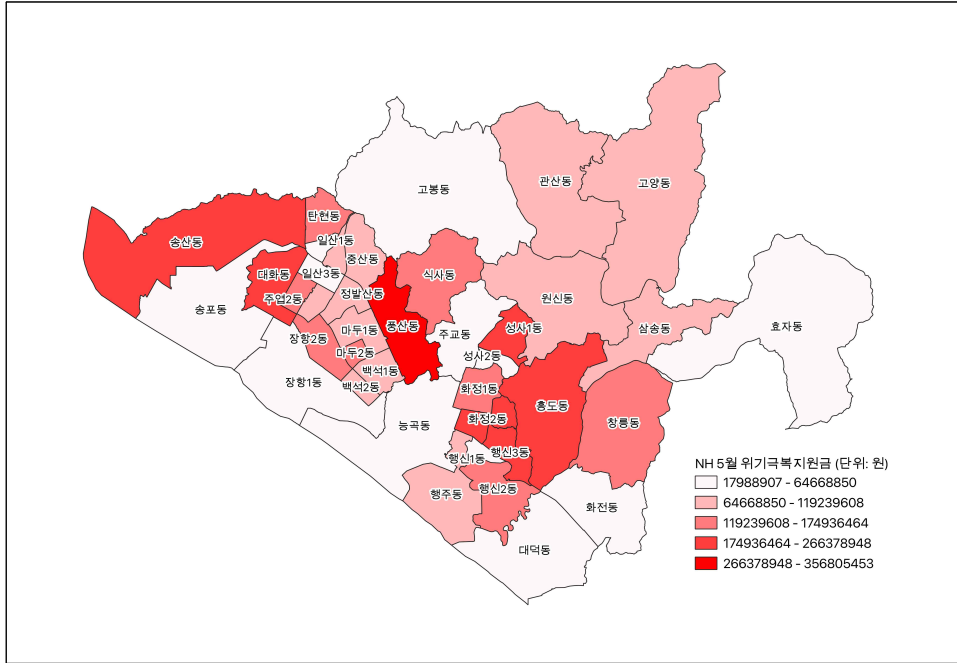 고봉동
관산동
고양동
탄현동
송산동
일산1동
중산동
대화동
일산3동
식사동
주엽2동
정발산동
원신동
송포동
풍산동
삼송동
효자동
마두1동
주교동
성사1동
장항2동
마두2동
성사2동
백석1동
장항1동
백석2동
화정1동
흥도동
창릉동
능곡동
화정2동
행신1동
행신3동
행주동
행신2동
화전동
대덕동
NH 5월 위기극복지원금 (단위: 원)
17988907 - 64668850
64668850 - 119239608
119239608 - 174936464
174936464 - 266378948
266378948 - 356805453